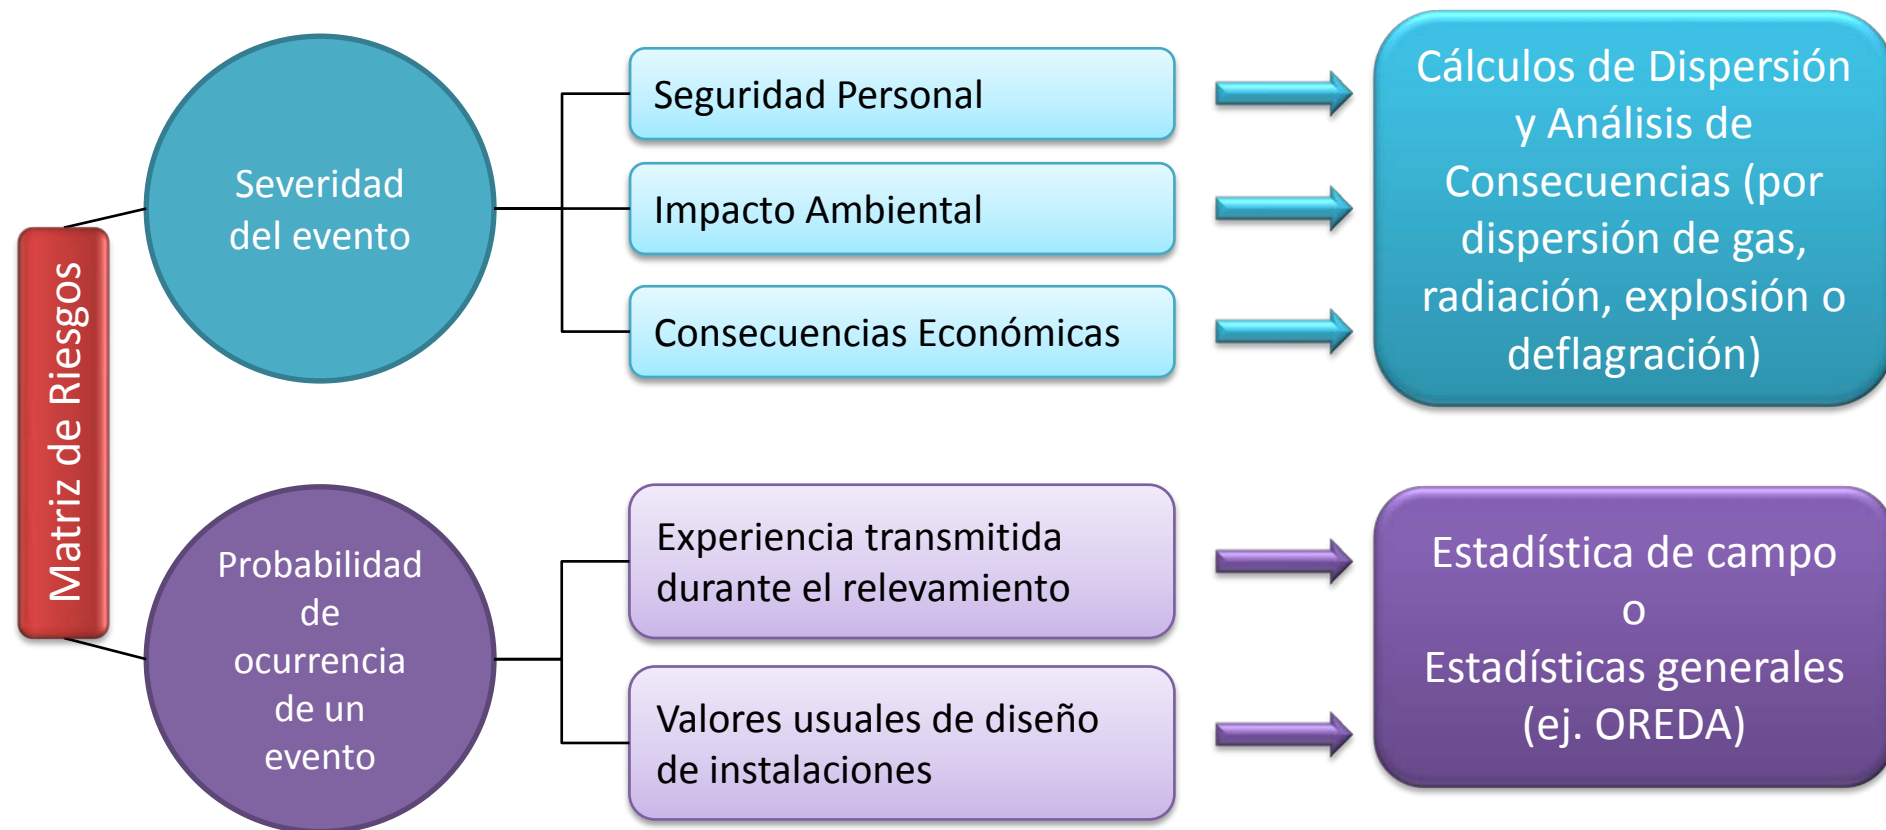 Matriz de Riesgos
Severidad
del evento
Seguridad Personal
Impacto Ambiental
Consecuencias Económicas
Cálculos de Dispersión
y Análisis de
Consecuencias (por
dispersión de gas,
radiación, explosión o
deflagración)
Probabilidad
de
ocurrencia
de un
evento
Experiencia transmitida
durante el relevamiento
Valores usuales de diseño
de instalaciones
Estadística de campo
o
Estadísticas generales
(ej. OREDA)